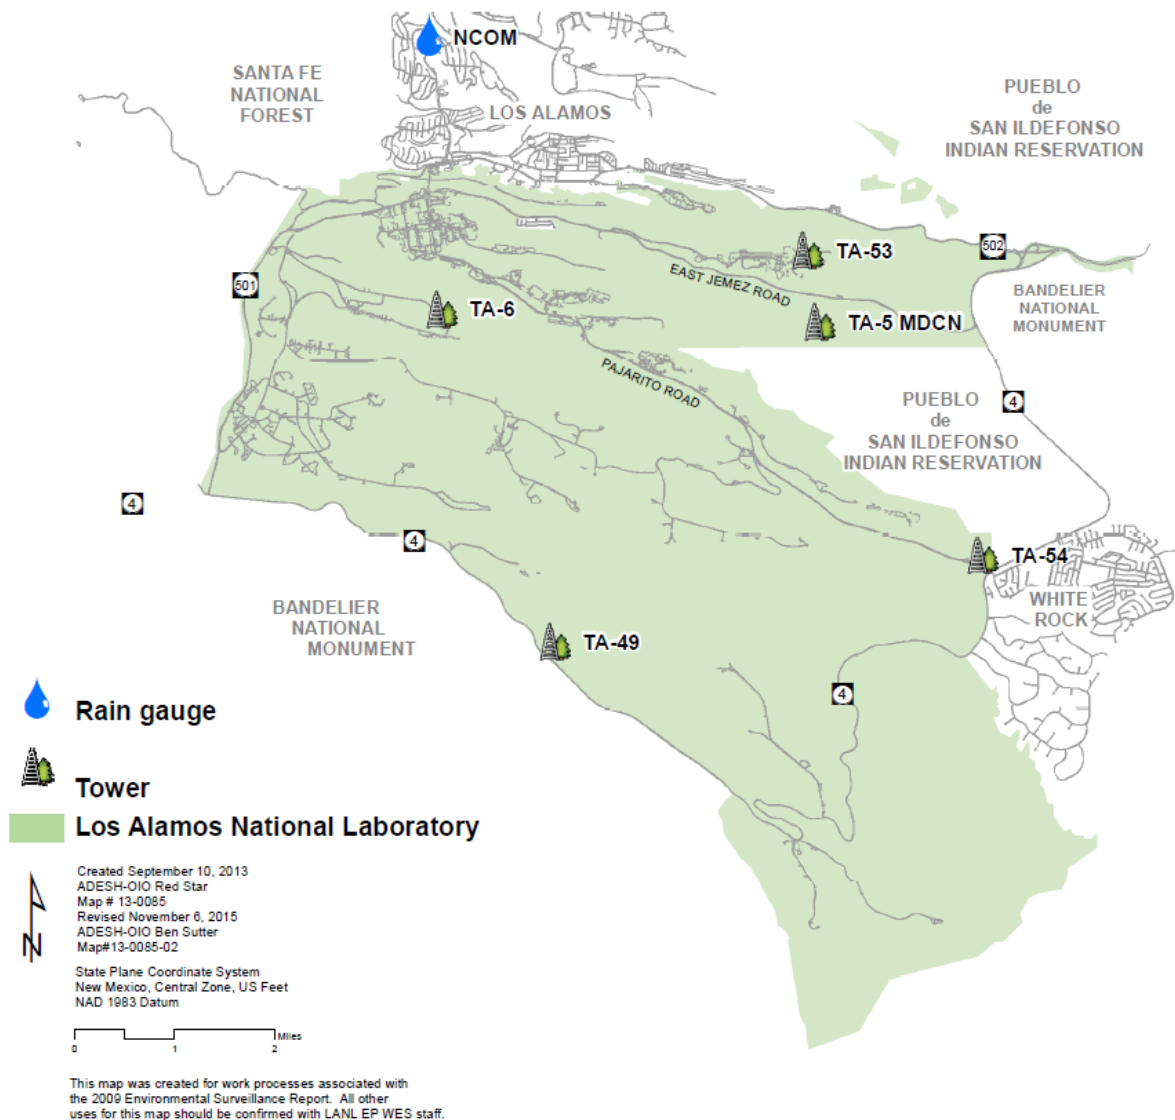 NCOM
SANTA FE
NATIONAL
FOREST
LOS ALAMOS
PUEBLO
de
SAN ILDEFONSO
INDIAN RESERVATION
TA-53
502
EAST JEMEZ ROAD
501
TA-6
TA-5 MDCN
BANDELIER
NATIONAL
MONUMENT
PAJARITO ROAD
4
PUEBLO
de
SAN ILDEFONSO
INDIAN RESERVATION
4
4
TA-54
WHITE
ROCK
BANDELIER
NATIONAL
MONUMENT
TA-49
4
Rain gauge
Tower
Los Alamos National Laboratory
Created September 10, 2013
ADESH-OIO Red Star
Map # 13-0085
Revised November 6, 2015
ADESH-OIO Ben Sutter
Map#13-0085-02
N
State Plane Coordinate System
New Mexico, Central Zone, US Feet
NAD 1983 Datum
Miles
0 1 2
This map was created for work processes associated with
the 2009 Environmental Surveillance Report. All other
uses for this map should be confirmed with LANL EP WES staff.